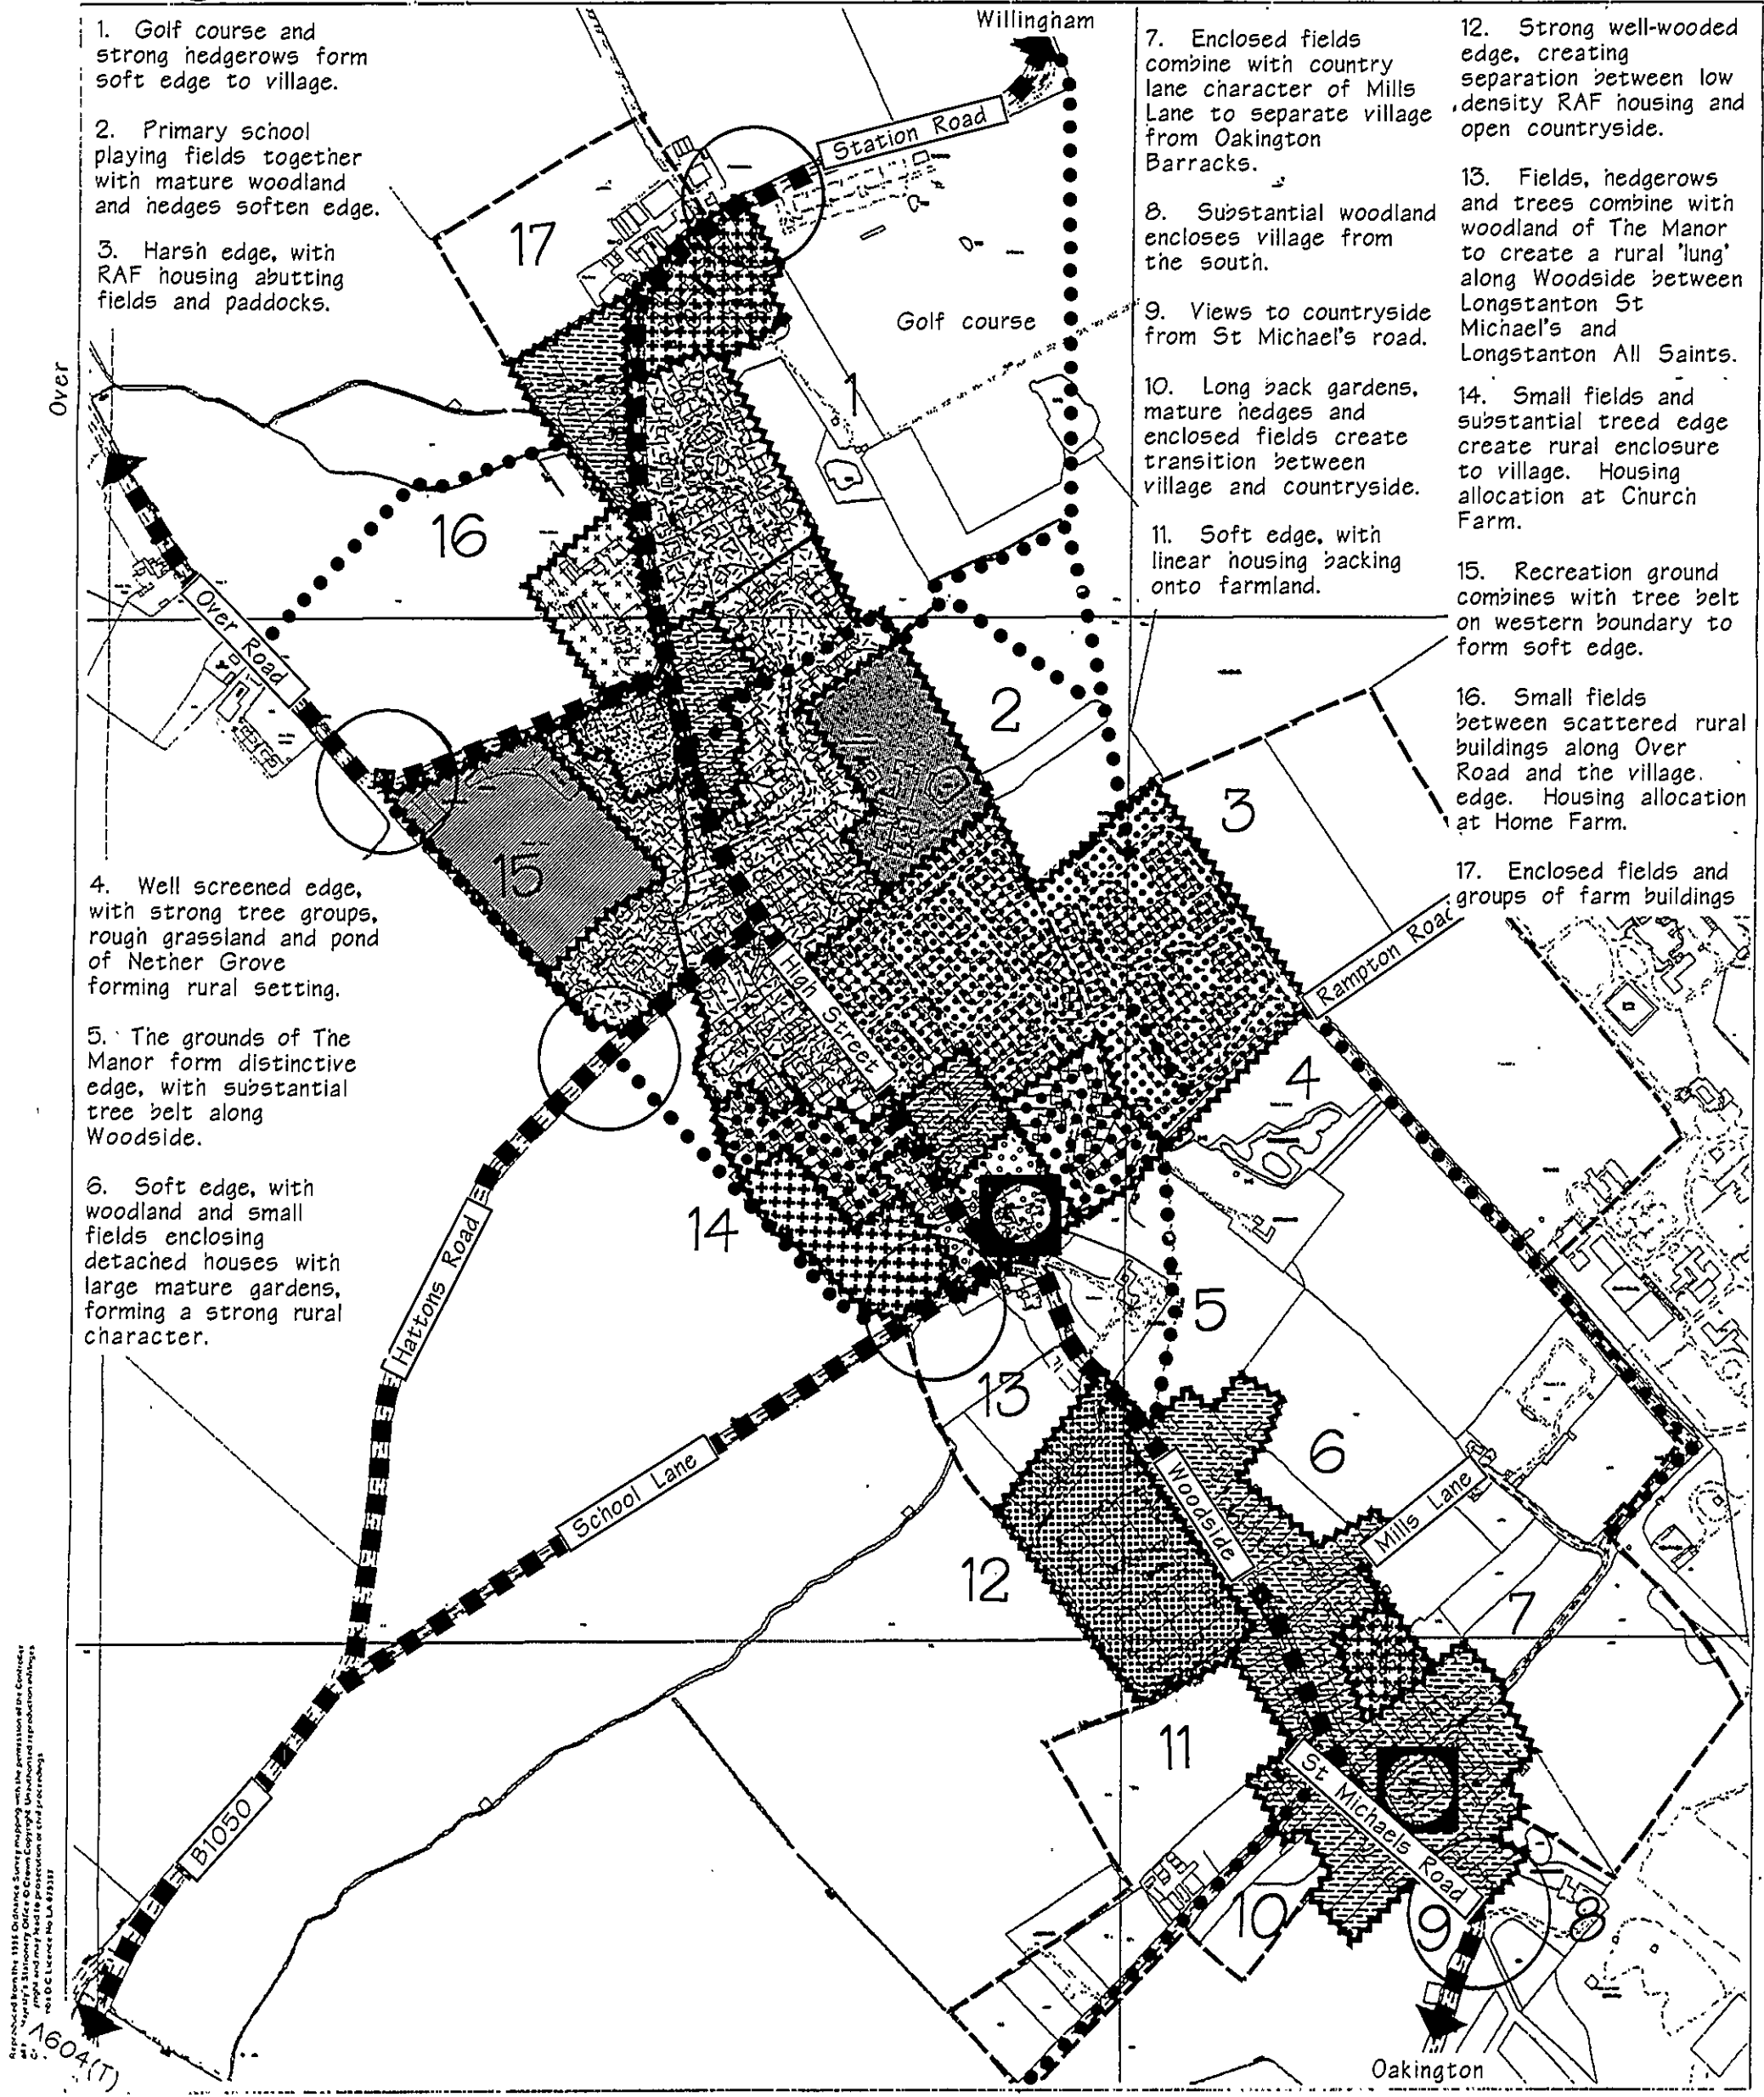 1. Golf course and
strong hedgerows form
soft edge to village.
2. Primary school
playing fields together
with mature woodland
and hedges soften edge.
3. Harsh edge, with
RAF housing abutting
fields and paddocks.
4. Well screened edge,
with strong tree groups,
rough grassland and pond
of Nether Grove
forming rural setting.
5. The grounds of The
Manor form distinctive
edge, with substantial
tree belt along
Woodside.
6. Soft edge, with
woodland and small
fields enclosing
detached houses with
large mature gardens,
forming a strong rural
character.
7. Enclosed fields
combine with country
lane character of Mills
Lane to separate village
from Oakington
Barracks.
8. Substantial woodland
encloses village from
the south.
9. Views to countryside
from St Michael's road.
10. Long back gardens,
mature hedges and
enclosed fields create
transition between
village and countryside.
11. Soft edge, with
linear housing backing
onto farmland.
12. Strong well-wooded
edge, creating
separation between low
density RAF housing and
open countryside.
13. Fields, hedgerows
and trees combine with
woodland of The Manor
to create a rural 'lung'
along Woodside between
Longstanton St
Michael's and
Longstanton All Saints.
14. Small fields and
substantial treed edge
create rural enclosure
to village. Housing
allocation at Church
Farm.
15. Recreation ground
combines with tree belt
on western boundary to
form soft edge.
16. Small fields
between scattered rural
buildings along Over
Road and the village
edge. Housing allocation
at Home Farm.
17. Enclosed fields and
groups of farm buildings
Willingham
Station Road
17
Golf course
1
Over
16
Over Road
2
3
15
High Street
Rampton Road
4
14
Hattons Road
5
13
School Lane
6
Woodside
Mills Lane
12
7
11
St Michaels Road
B1050
10
9
8
A604(T)
Oakington